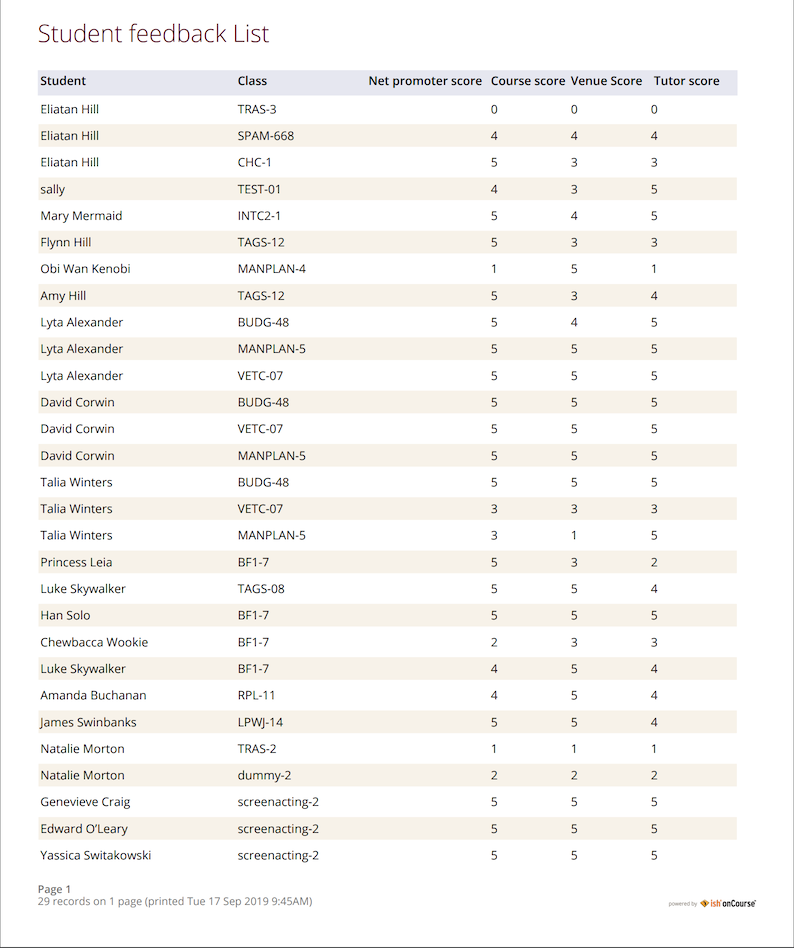 Student feedback List
Student Class Net promoter score Course score Venue Score Tutor score
Eliatan Hill TRAS-3 0 0 0
Eliatan Hill SPAM-668 4 4 4
Eliatan Hill CHC-1 5 3 3
sally TEST-01 4 3 5
Mary Mermaid INTC2-1 5 4 5
Flynn Hill TAGS-12 5 3 3
Obi Wan Kenobi MANPLAN-4 1 5 1
Amy Hill TAGS-12 5 3 4
Lyta Alexander BUDG-48 5 4 5
Lyta Alexander MANPLAN-5 5 5 5
Lyta Alexander VETC-07 5 5 5
David Corwin BUDG-48 5 5 5
David Corwin VETC-07 5 5 5
David Corwin MANPLAN-5 5 5 5
Talia Winters BUDG-48 5 5 5
Talia Winters VETC-07 3 3 3
Talia Winters MANPLAN-5 3 1 5
Princess Leia BF1-7 5 3 2
Luke Skywalker TAGS-08 5 5 4
Han Solo BF1-7 5 5 5
Chewbacca Wookie BF1-7 2 3 3
Luke Skywalker BF1-7 4 5 4
Amanda Buchanan RPL-11 4 5 4
James Swinbanks LPWJ-14 5 5 4
Natalie Morton TRAS-2 1 1 1
Natalie Morton dummy-2 2 2 2
Genevieve Craig screenacting-2 5 5 5
Edward O'Leary screenacting-2 5 5 5
Yassica Switakowski screenacting-2 5 5 5
Page 1
29 records on 1 page (printed Tue 17 Sep 2019 9:45AM)
powered by ish onCourse